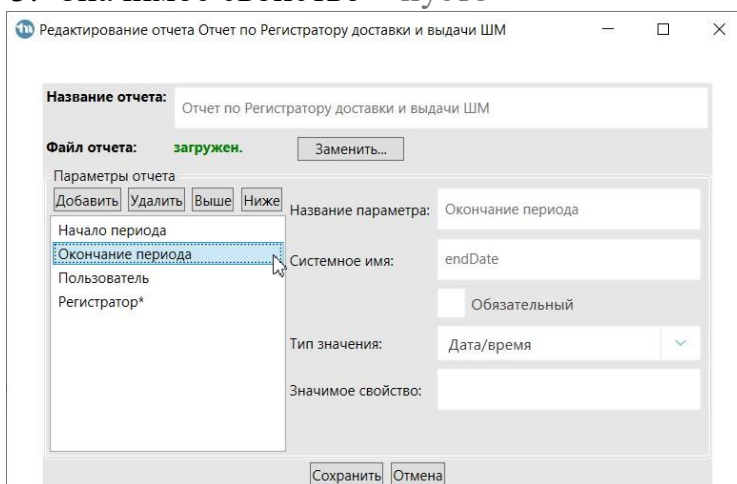 Редактирование отчета Отчет по Регистратору доставки и выдачи ШМ
Название отчета: Отчет по Регистратору доставки и выдачи ШМ
Файл отчета: загружен. Заменить...
Параметры отчета
Добавить Удалить Выше Ниже
Начало периода
Окончание периода
Пользователь
Регистратор*
Название параметра: Окончание периода
Системное имя: endDate
Обязательный
Тип значения: Дата/время
Значимое свойство:
Сохранить Отмена